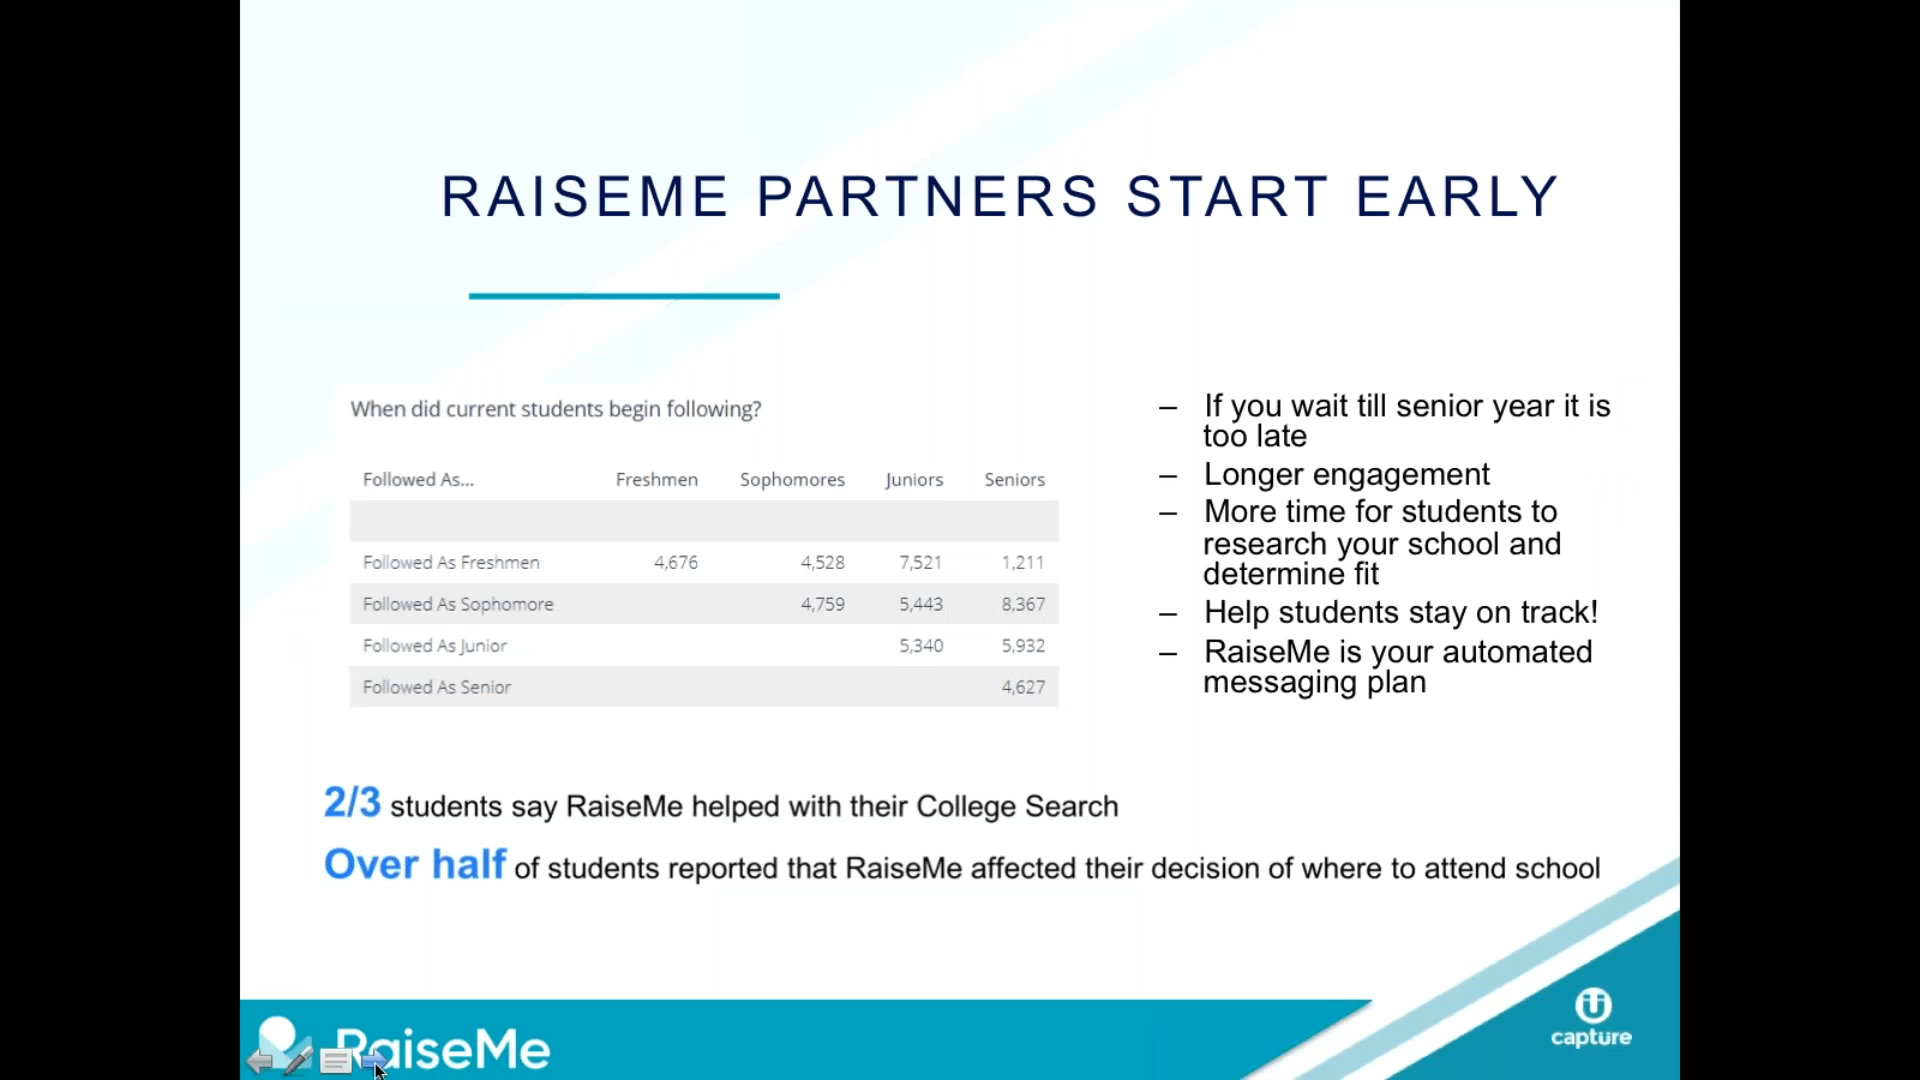 RAISEME PARTNERS START EARLY
When did current students begin following?
Followed As... Freshmen Sophomores Juniors Seniors
Followed As Freshmen 4,676 4,528 7,521 1,211
Followed As Sophomore 4,759 5,443 8,367
Followed As Junior 5,340 5,932
Followed As Senior 4,627
– If you wait till senior year it is
too late
– Longer engagement
– More time for students to
research your school and
determine fit
– Help students stay on track!
– RaiseMe is your automated
messaging plan
2/3 students say RaiseMe helped with their College Search
Over half of students reported that RaiseMe affected their decision of where to attend school
RaiseMe
capture